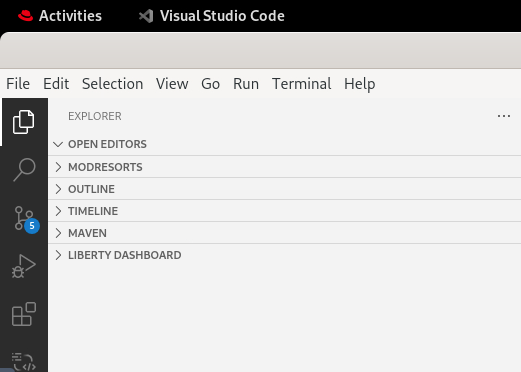 Activities Visual Studio Code
File Edit Selection View Go Run Terminal Help
EXPLORER
OPEN EDITORS
MODRESORTS
OUTLINE
TIMELINE
5
MAVEN
LIBERTY DASHBOARD